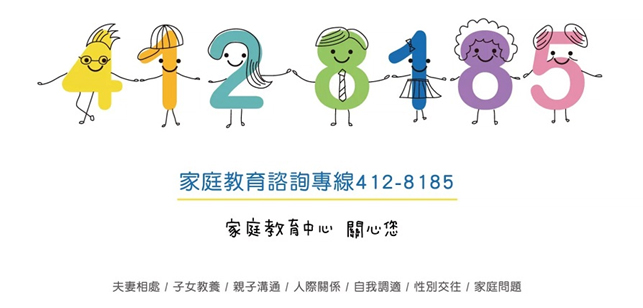 4128185
家庭教育諮詢專線412-8185
家庭教育中心 關心您
夫妻相處 / 子女教養 / 親子溝通 / 人際關係 / 自我調適 / 性別交往 / 家庭問題